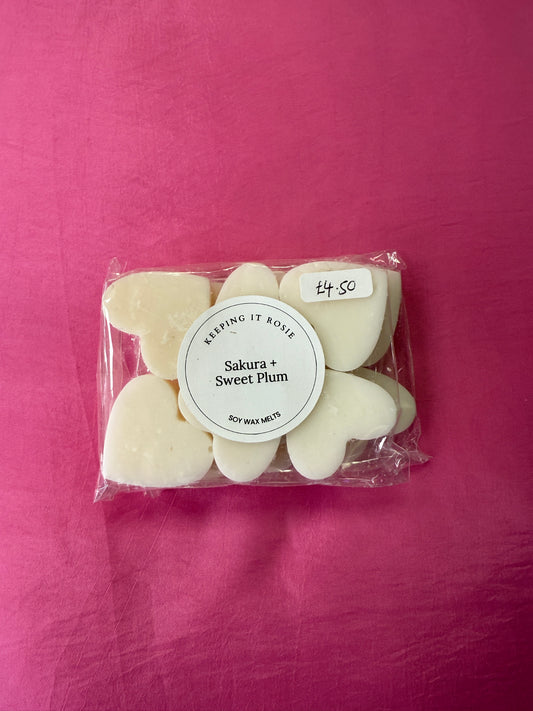 £4.50
KEEPING IT ROSIE
Sakura +
Sweet Plum
SOY WAX MELTS